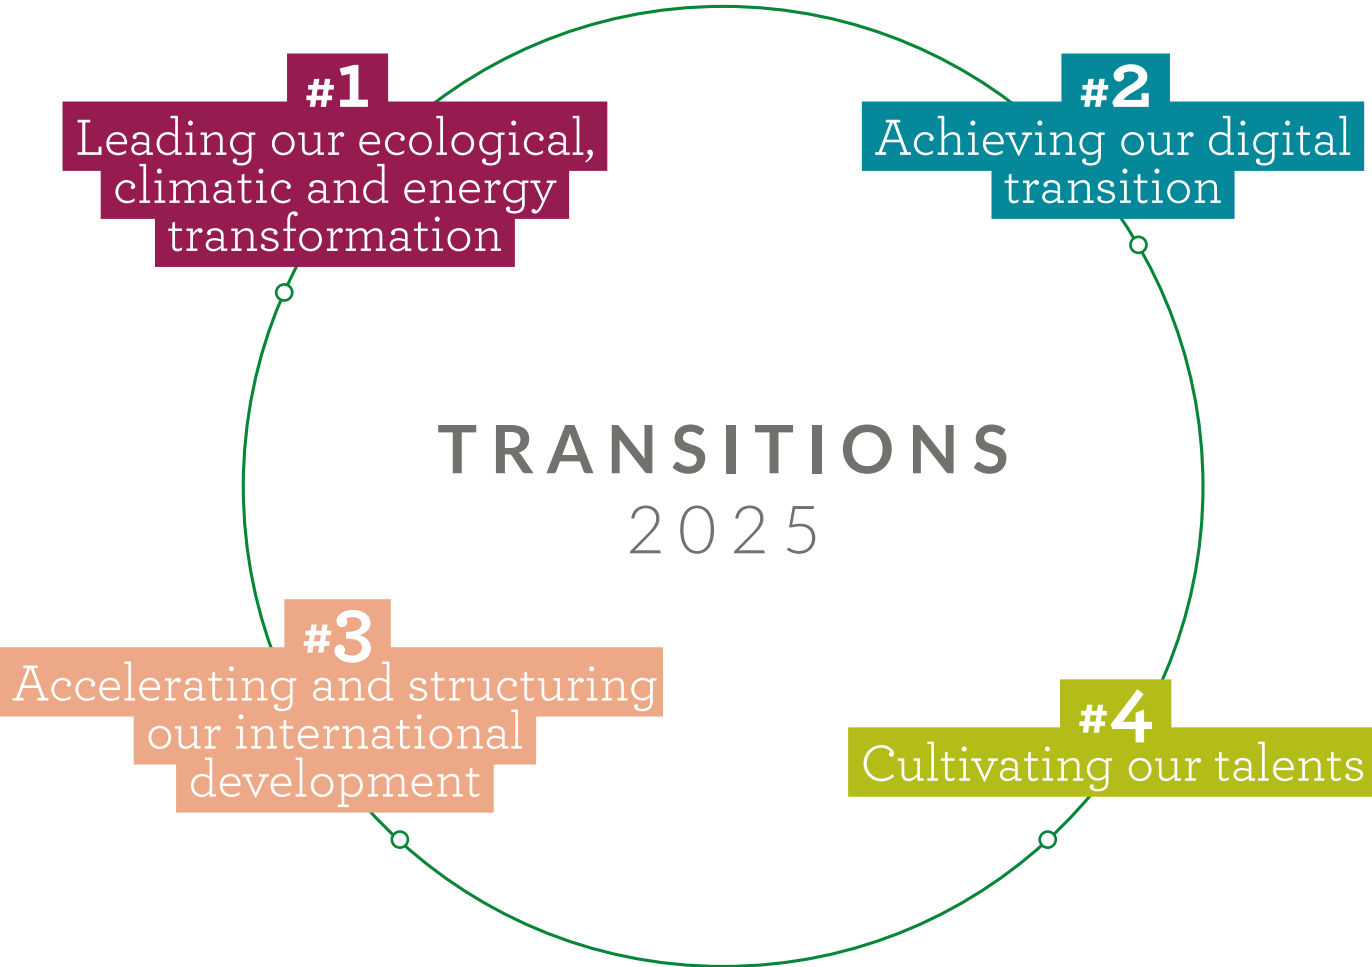 #1
Leading our ecological,
climatic and energy
transformation
#2
Achieving our digital
transition
TRANSITIONS
2025
#3
Accelerating and structuring
our international
development
#4
Cultivating our talents